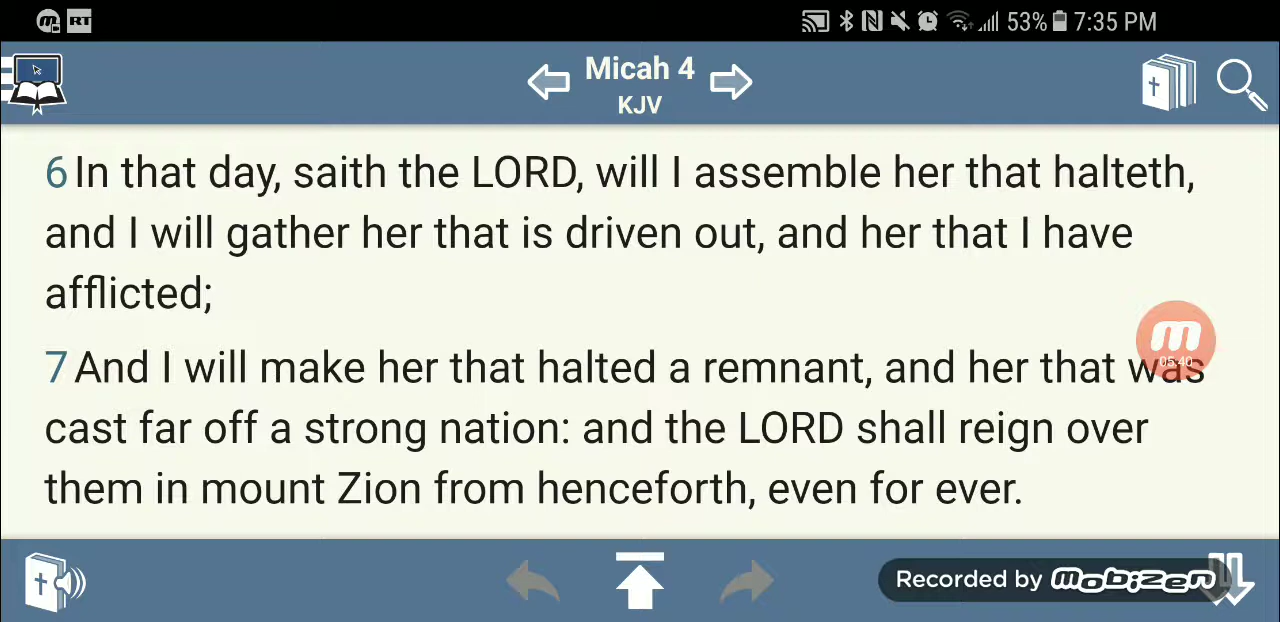 m RT 53% 7:35 PM
Micah 4
KJV
6 In that day, saith the LORD, will I assemble her that halteth,
and I will gather her that is driven out, and her that I have
afflicted;
m
05:40
7 And I will make her that halted a remnant, and her that was
cast far off a strong nation: and the LORD shall reign over
them in mount Zion from henceforth, even for ever.
Recorded by mobizen